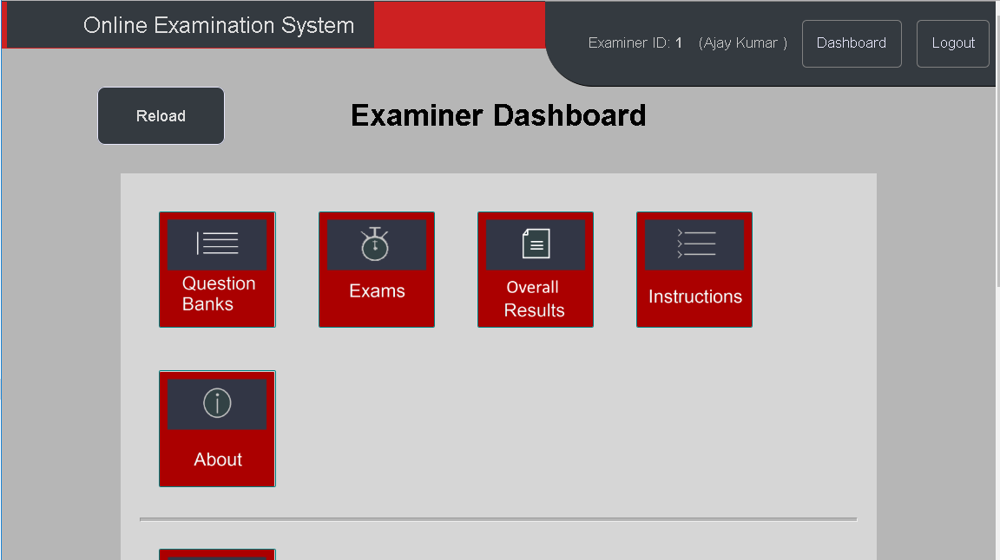 Online Examination System
Examiner ID: 1 (Ajay Kumar )
Dashboard
Logout
Reload
Examiner Dashboard
Question
Banks
Exams
Overall
Results
Instructions
About